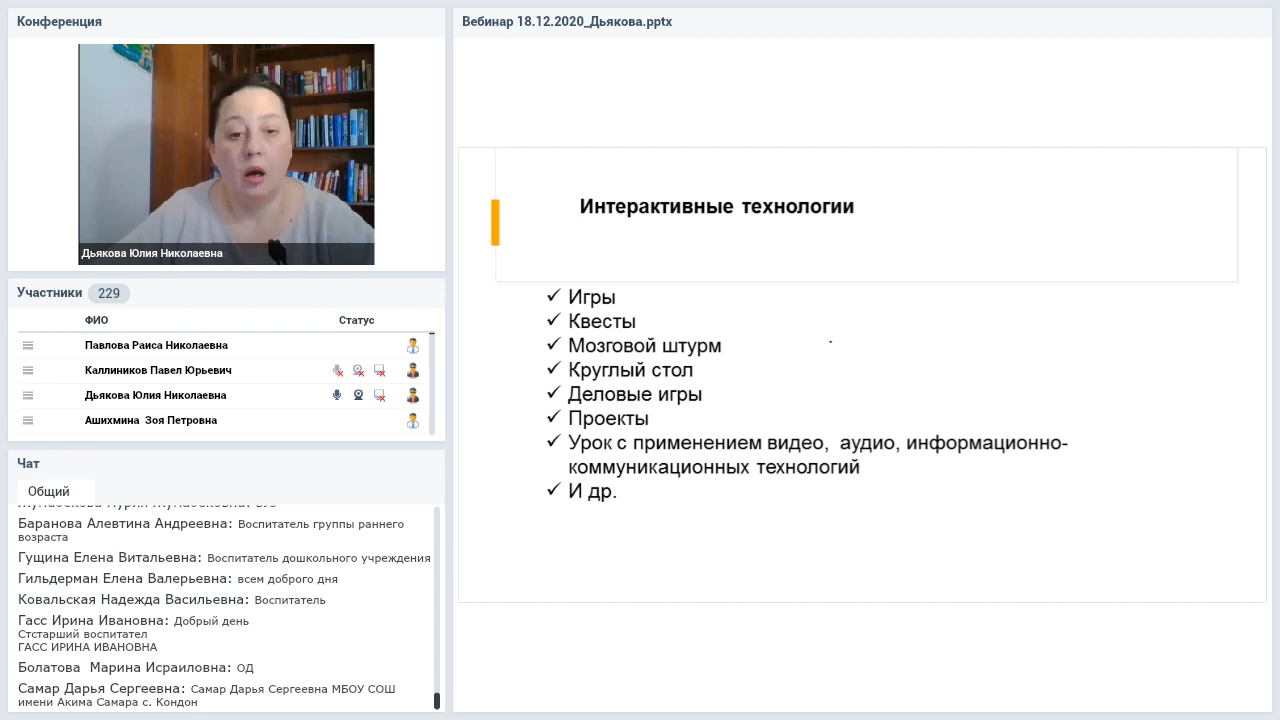 Конференция
Дьякова Юлия Николаевна
Участники 229
ФИО Статус
Павлова Раиса Николаевна
Каллиников Павел Юрьевич
Дьякова Юлия Николаевна
Ашихмина Зоя Петровна
Чат
Общий
Баранова Алевтина Андреевна: Воспитатель группы раннего
возраста
Гущина Елена Витальевна: Воспитатель дошкольного учреждения
Гильдерман Елена Валерьевна: всем доброго дня
Ковальская Надежда Васильевна: Воспитатель
Гасс Ирина Ивановна: Добрый день
Стстарший воспитател
ГАСС ИРИНА ИВАНОВНА
Болатова Марина Исраиловна: ОД
Самар Дарья Сергеевна: Самар Дарья Сергеевна МБОУ СОШ
имени Акима Самара с. Кондон
Вебинар 18.12.2020_Дьякова.pptx
Интерактивные технологии
✓ Игры
✓ Квесты
✓ Мозговой штурм
✓ Круглый стол
✓ Деловые игры
✓ Проекты
✓ Урок с применением видео, аудио, информационно-
коммуникационных технологий
✓ И др.